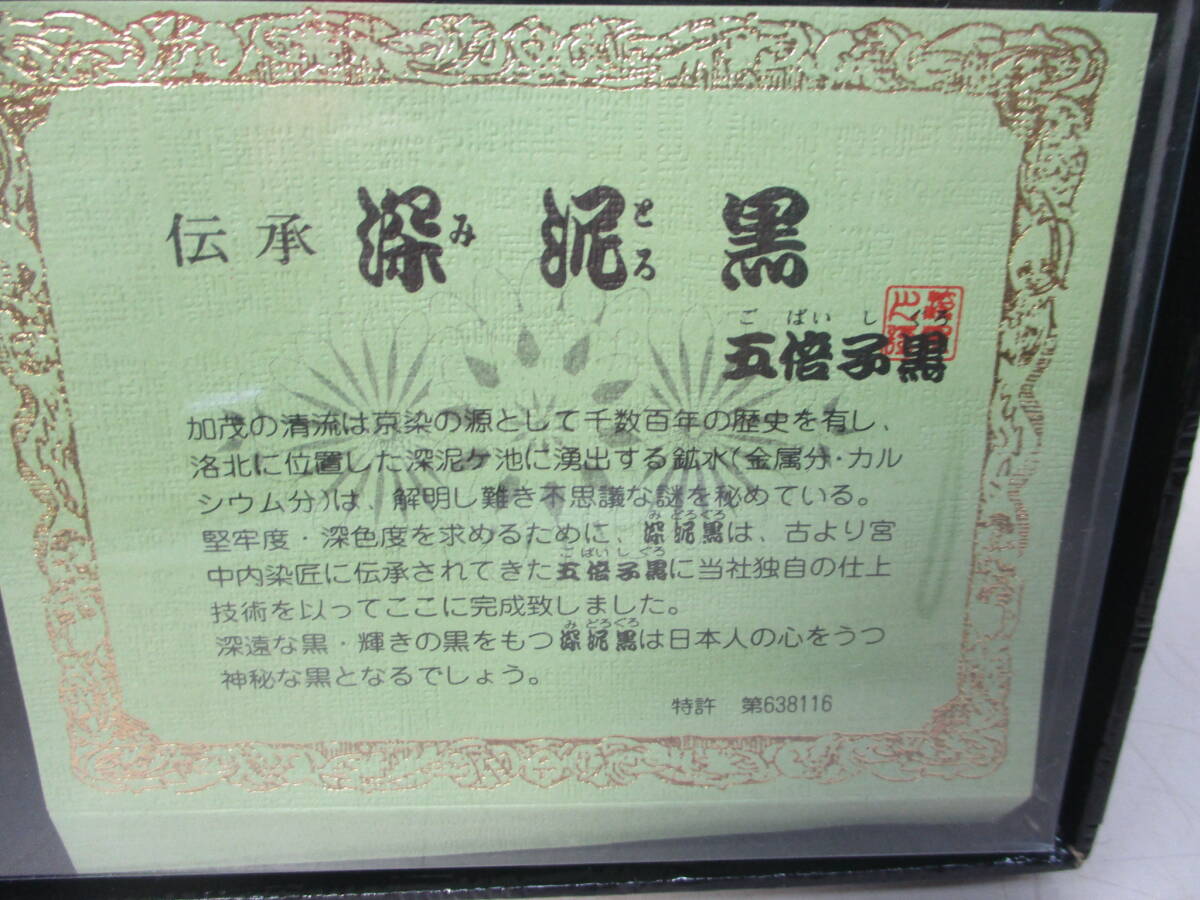 伝承 深み 泥どろ 黒
ごばいしくろ
五倍子黒
加茂の清流は京染の源として千数百年の歴史を有し、
洛北に位置した深泥ケ池に湧出する鉱水(金属分・カル
シウム分)は、解明し難き不思議な謎を秘めている。
みどろぐろ
堅牢度・深色度を求めるために、深泥黒は、古より宮
ごばいしぐろ
中内染匠に伝承されてきた五倍子黒に当社独自の仕上
技術を以ってここに完成致しました。
みどろぐろ
深遠な黒・輝きの黒をもつ深泥黒は日本人の心をうつ
神秘な黒となるでしょう。
特許 第638116